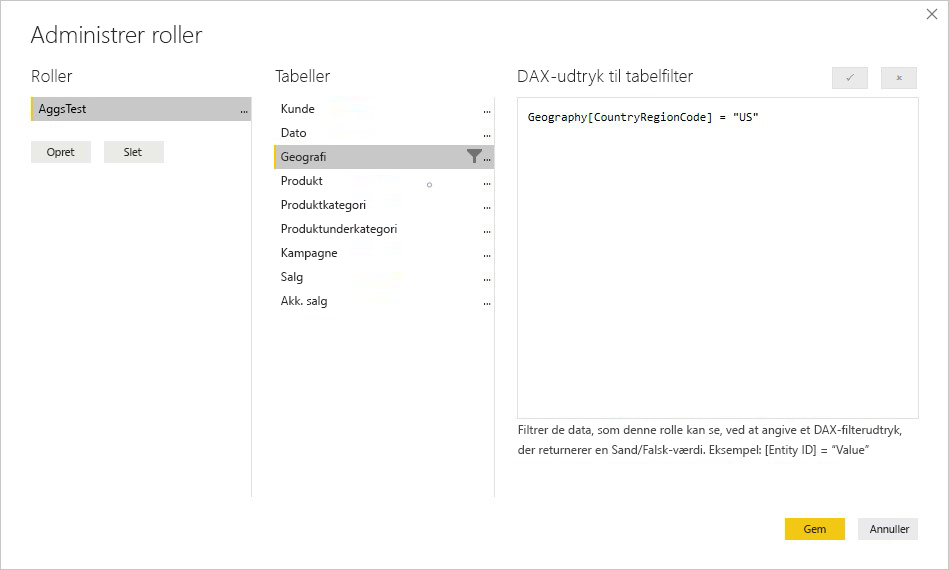 Administrer roller
Roller
AggsTest
...
Opret
Slet
Tabeller
Kunde
...
Dato
...
Geografi
...
Produkt
...
Produktkategori
...
Produktunderkategori
...
Kampagne
...
Salg
...
Akk. salg
...
DAX-udtryk til tabelfilter
Geography[CountryRegionCode] = "US"
Filtrer de data, som denne rolle kan se, ved at angive et DAX-filterudtryk,
der returnerer en Sand/Falsk-værdi. Eksempel: [Entity ID] = “Value”
Gem
Annuller